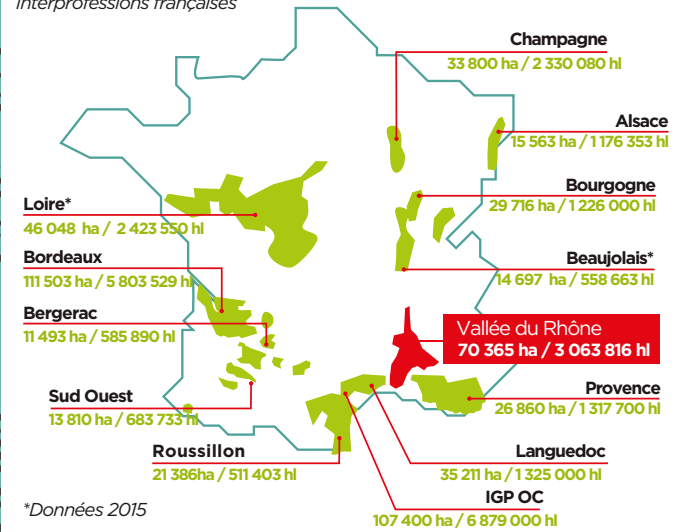 Interprofessions françaises
Champagne
33 800 ha / 2 330 080 hl
Alsace
15 563 ha / 1 176 353 hl
Bourgogne
29 716 ha / 1 226 000 hl
Loire*
46 048 ha / 2 423 550 hl
Beaujolais*
14 697 ha / 558 663 hl
Bordeaux
111 503 ha / 5 803 529 hl
Bergerac
11 493 ha / 585 890 hl
Vallée du Rhône
70 365 ha / 3 063 816 hl
Sud Ouest
13 810 ha / 683 733 hl
Provence
26 860 ha / 1 317 700 hl
Roussillon
21 386ha / 511 403 hl
Languedoc
35 211 ha / 1 325 000 hl
IGP OC
107 400 ha / 6 879 000 hl
*Données 2015